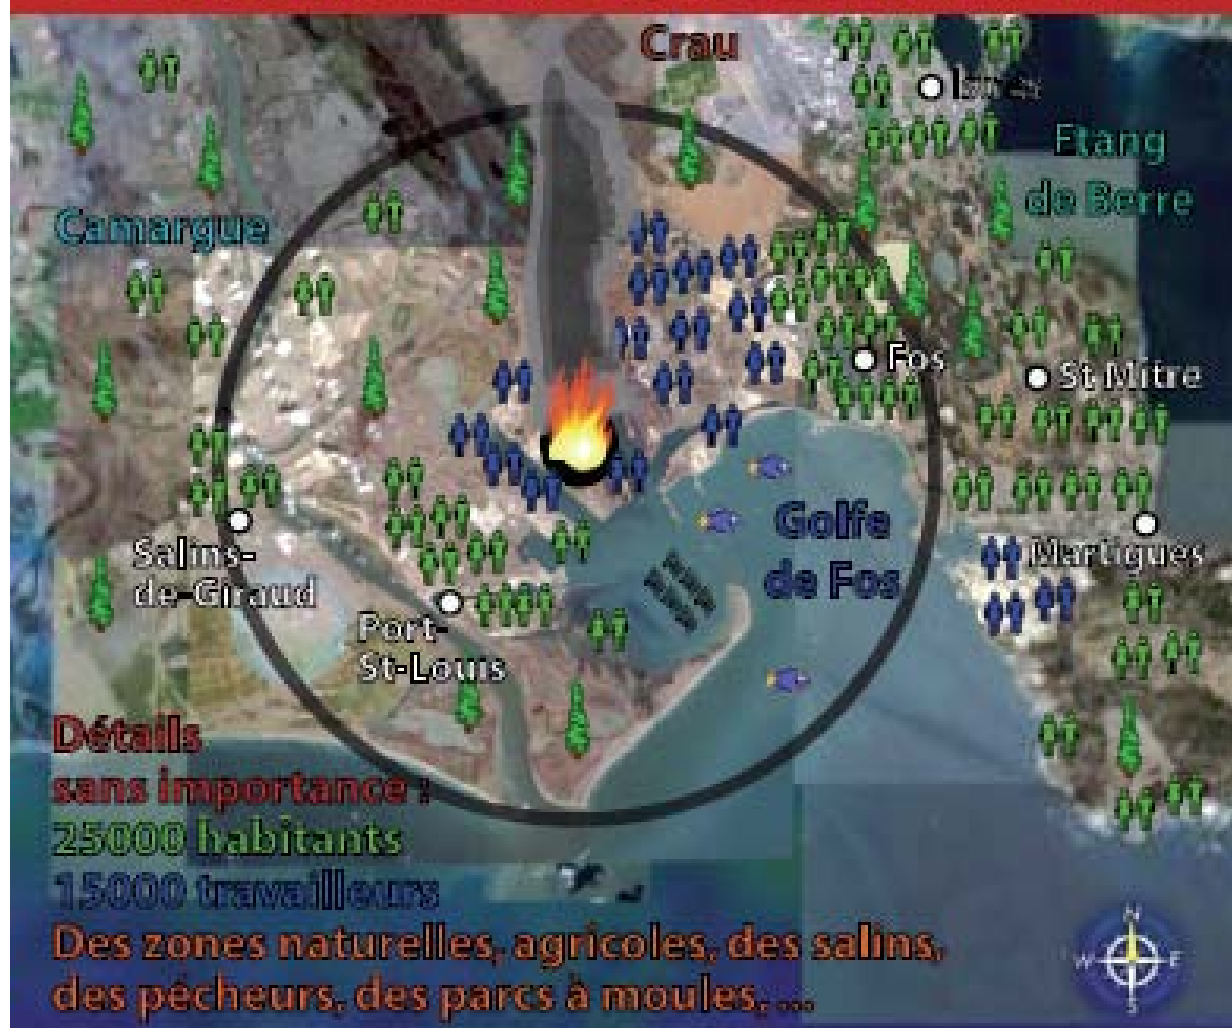 Crau
Istres
Etang
de Berre
Camargue
Fos
St Mitre
Golfe
de Fos
Salins-
de-Giraud
Martigues
Port-
St-Louis
Détails
sans importance :
25000 habitants
15000 travailleurs
Des zones naturelles, agricoles, des salins,
des pécheurs, des parcs à moules, ...
N
W E
S